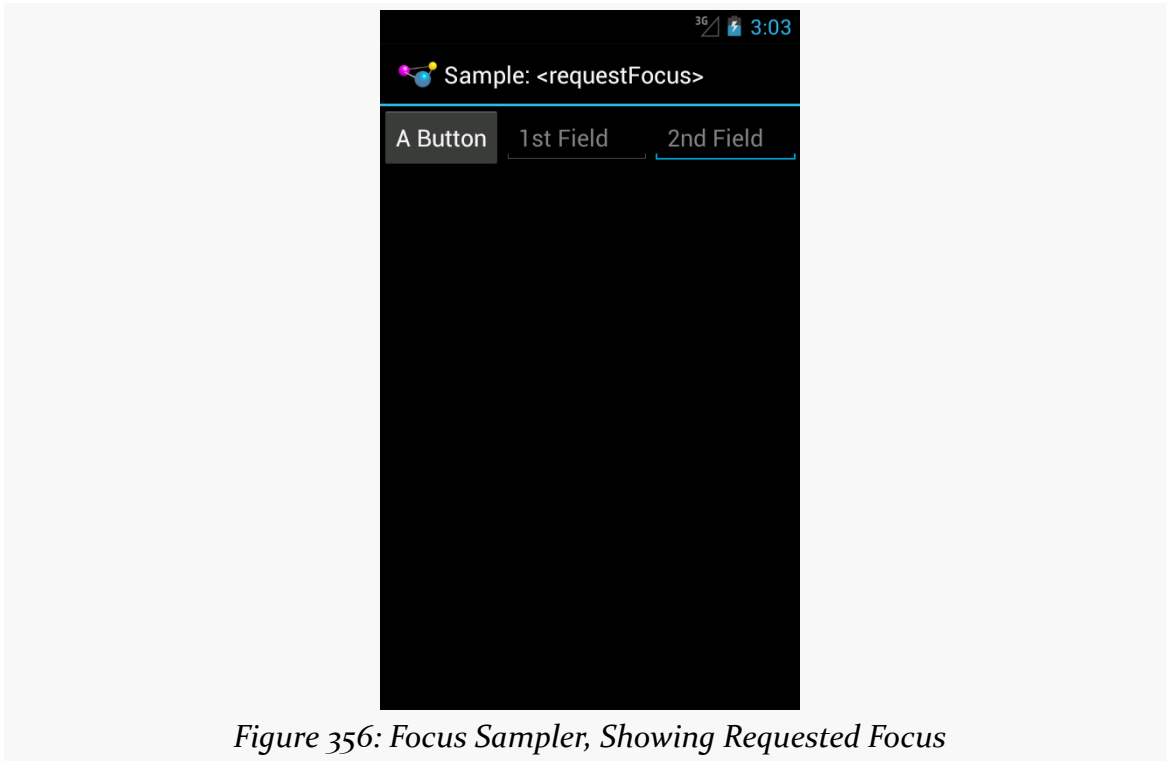 3G 3:03
Sample: <requestFocus>
A Button 1st Field 2nd Field
Figure 356: Focus Sampler, Showing Requested Focus